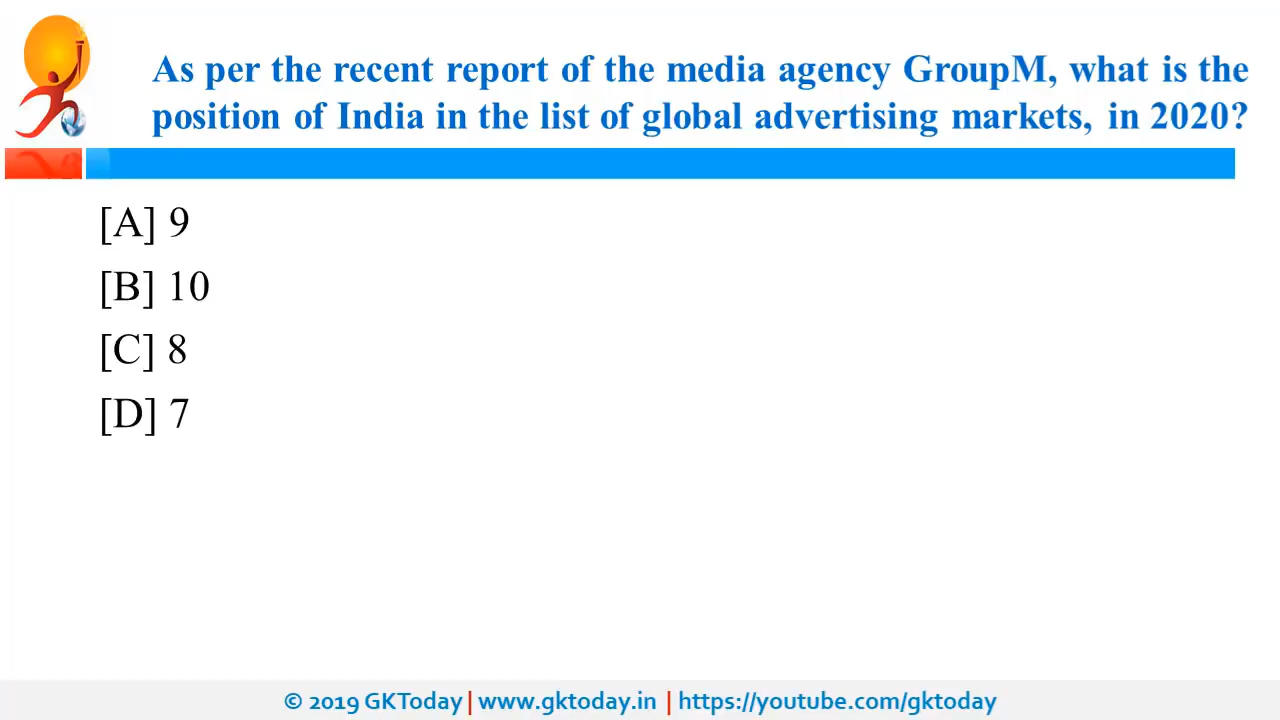 As per the recent report of the media agency GroupM, what is the
position of India in the list of global advertising markets, in 2020?
[A] 9
[B] 10
[C] 8
[D] 7
© 2019 GKToday | www.gktoday.in | https://youtube.com/gktoday